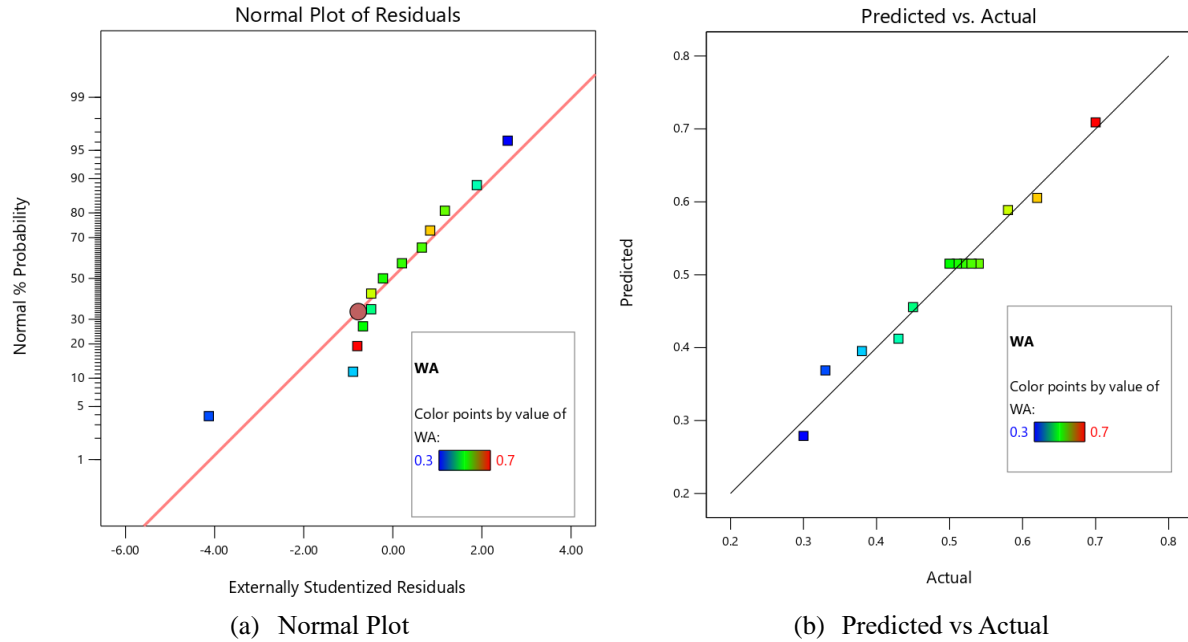 Normal Plot of Residuals
Normal % Probability
99
95
90
80
70
50
30
20
10
5
1
-6.00 -4.00 -2.00 0.00 2.00 4.00
Externally Studentized Residuals
WA
Color points by value of
WA:
0.3 0.7
(a) Normal Plot
Predicted vs. Actual
Predicted
0.8
0.7
0.6
0.5
0.4
0.3
0.2
0.2 0.3 0.4 0.5 0.6 0.7 0.8
Actual
WA
Color points by value of
WA:
0.3 0.7
(b) Predicted vs Actual